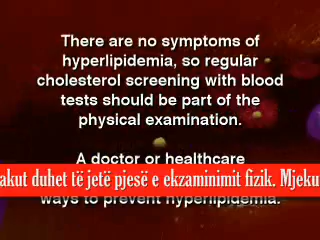 There are no symptoms of
hyperlipidemia, so regular
cholesterol screening with blood
tests should be part of the
physical examination.
A doctor or healthcare
akut duhet të jetë pjesë e ekzaminimit fizik. Mjeku
ways to prevent hyperlipidemia.